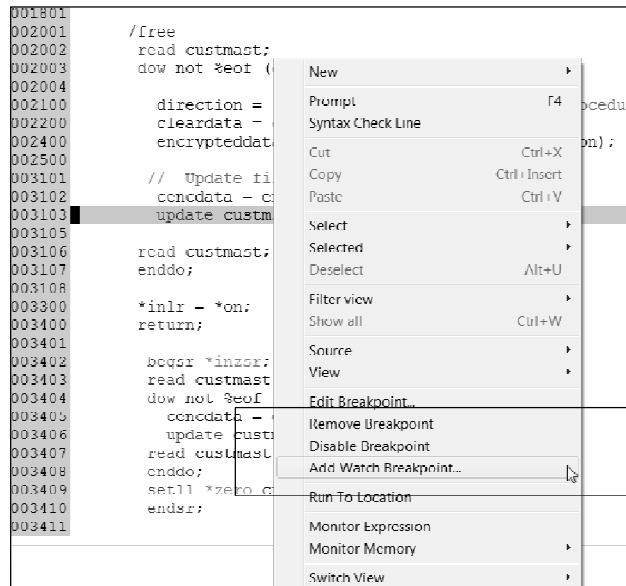 001801
002001 /free
002002 read custmast;
002003 dow not %eof (
002004
002100 direction =
002200 cleardata =
002400 encrypteddat on);
002500
003101 // Update fi
003102 cencdata =
003103 update custm
003105
003106 read custmast;
003107 enddo;
003108
003300 *inlr = *on;
003400 return;
003401
003402 begsr *inzsr;
003403 read custmast
003404 dow not %eof
003405 cencdata =
003406 update cust
003407 read custmast
003408 enddo;
003409 setll *zero
003410 endsr;
003411
New
Prompt F4
Syntax Check Line
Cut Ctrl+X
Copy Ctrl+Insert
Paste Ctrl+V
Select
Selected
Deselect Alt+U
Filter view
Show all Ctrl+W
Source
View
Edit Breakpoint...
Remove Breakpoint
Disable Breakpoint
Add Watch Breakpoint...
Run To Location
Monitor Expression
Monitor Memory
Switch View